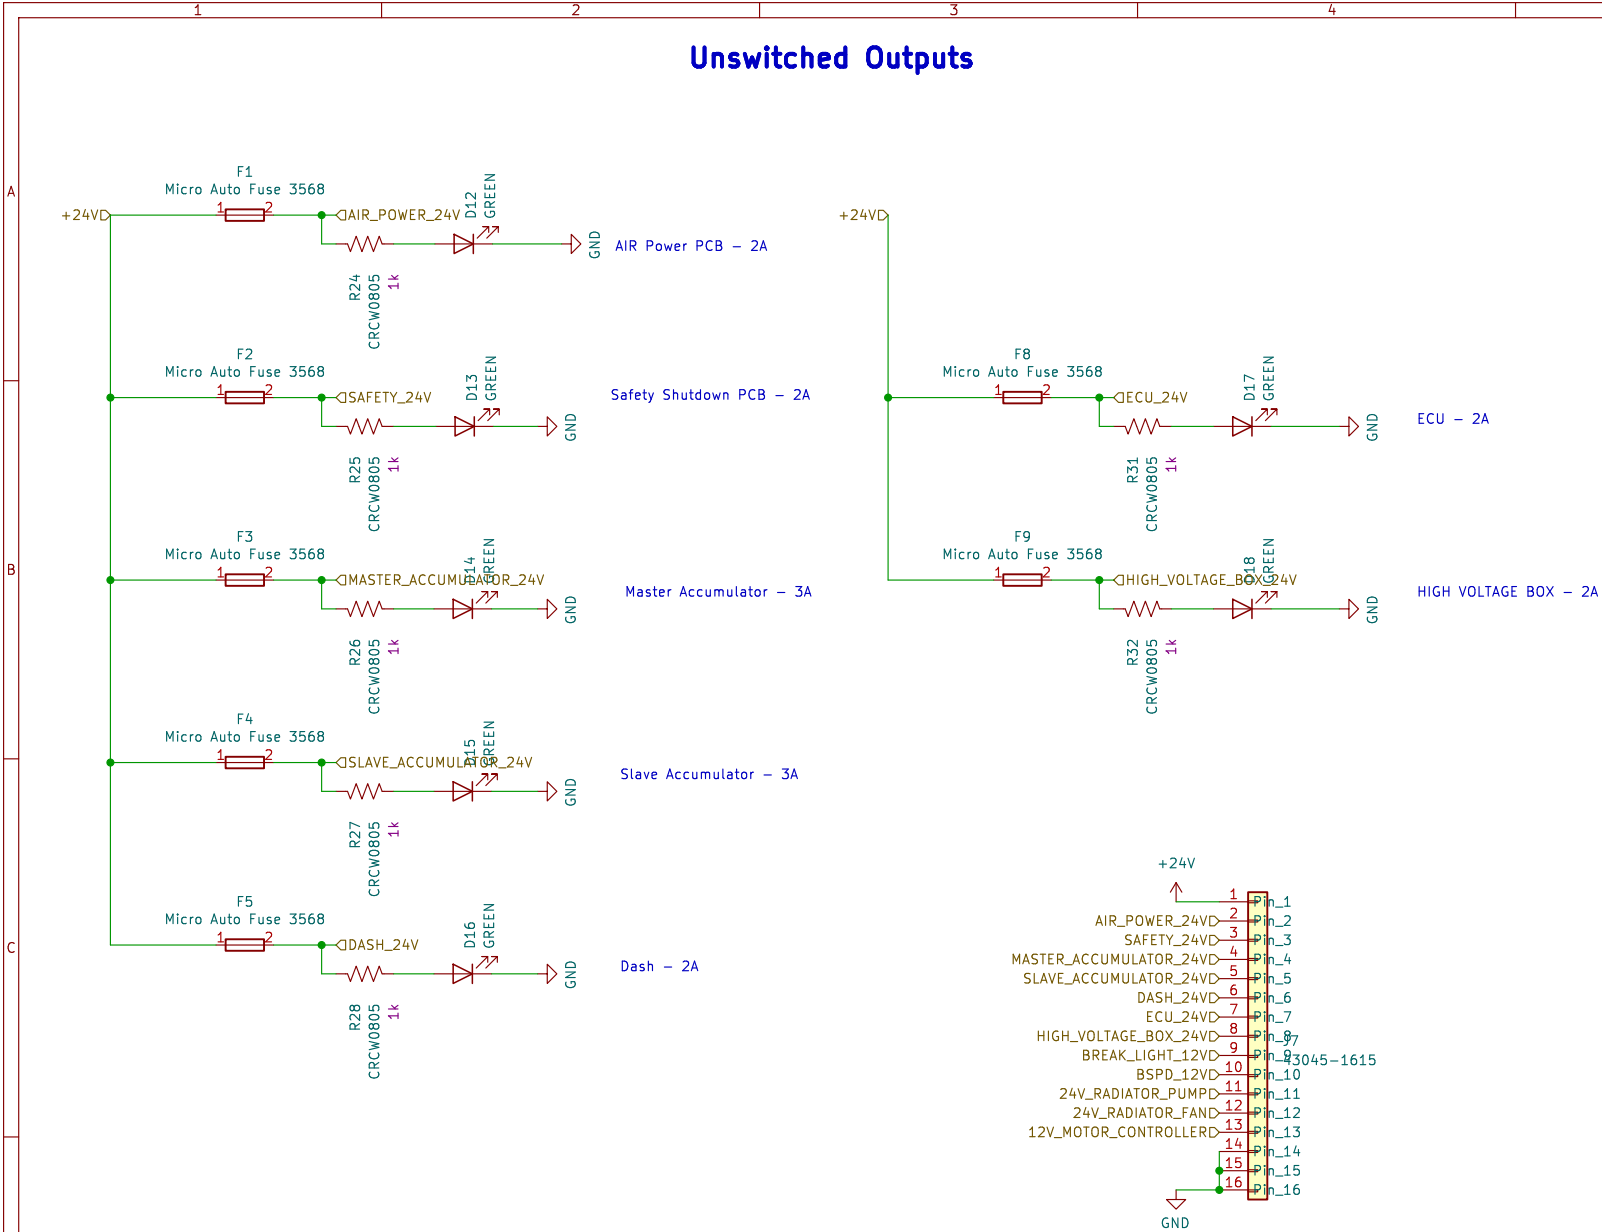 1 2 3 4
Unswitched Outputs
A
B
C
F1
Micro Auto Fuse 3568
+24V
1 2
AIR_POWER_24V
D12
GREEN
GND
AIR Power PCB - 2A
R24
CRCW0805
1k
F2
Micro Auto Fuse 3568
1 2
SAFETY_24V
D13
GREEN
GND
Safety Shutdown PCB - 2A
R25
CRCW0805
1k
F3
Micro Auto Fuse 3568
1 2
MASTER_ACCUMULATOR_24V
D14
GREEN
GND
Master Accumulator - 3A
R26
CRCW0805
1k
F4
Micro Auto Fuse 3568
1 2
SLAVE_ACCUMULATOR_24V
D15
GREEN
GND
Slave Accumulator - 3A
R27
CRCW0805
1k
F5
Micro Auto Fuse 3568
1 2
DASH_24V
D16
GREEN
GND
Dash - 2A
R28
CRCW0805
1k
+24V
F8
Micro Auto Fuse 3568
1 2
ECU_24V
D17
GREEN
GND
ECU - 2A
R31
CRCW0805
1k
F9
Micro Auto Fuse 3568
1 2
HIGH_VOLTAGE_BOX_24V
D18
GREEN
GND
HIGH VOLTAGE BOX - 2A
R32
CRCW0805
1k
+24V
1 Pin_1
AIR_POWER_24V 2 Pin_2
SAFETY_24V 3 Pin_3
MASTER_ACCUMULATOR_24V 4 Pin_4
SLAVE_ACCUMULATOR_24V 5 Pin_5
DASH_24V 6 Pin_6
ECU_24V 7 Pin_7
HIGH_VOLTAGE_BOX_24V 8 Pin_8
J7
BREAK_LIGHT_12V 9 Pin_9
43045-1615
BSPD_12V 10 Pin_10
24V_RADIATOR_PUMP 11 Pin_11
24V_RADIATOR_FAN 12 Pin_12
12V_MOTOR_CONTROLLER 13 Pin_13
14 Pin_14
15 Pin_15
16 Pin_16
GND